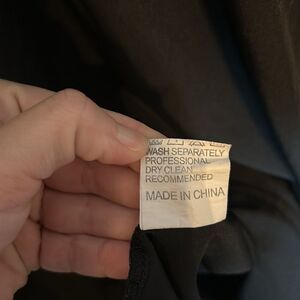 WASH SEPARATELY
PROFESSIONAL
DRY CLEAN
RECOMMENDED
MADE IN CHINA